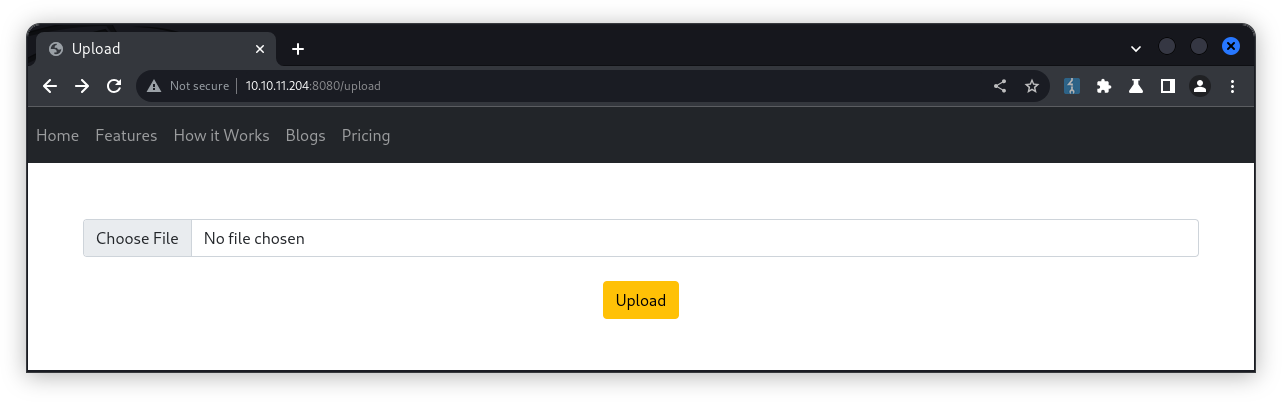 Upload
Not secure 10.10.11.204:8080/upload
Home Features How it Works Blogs Pricing
Choose File No file chosen
Upload